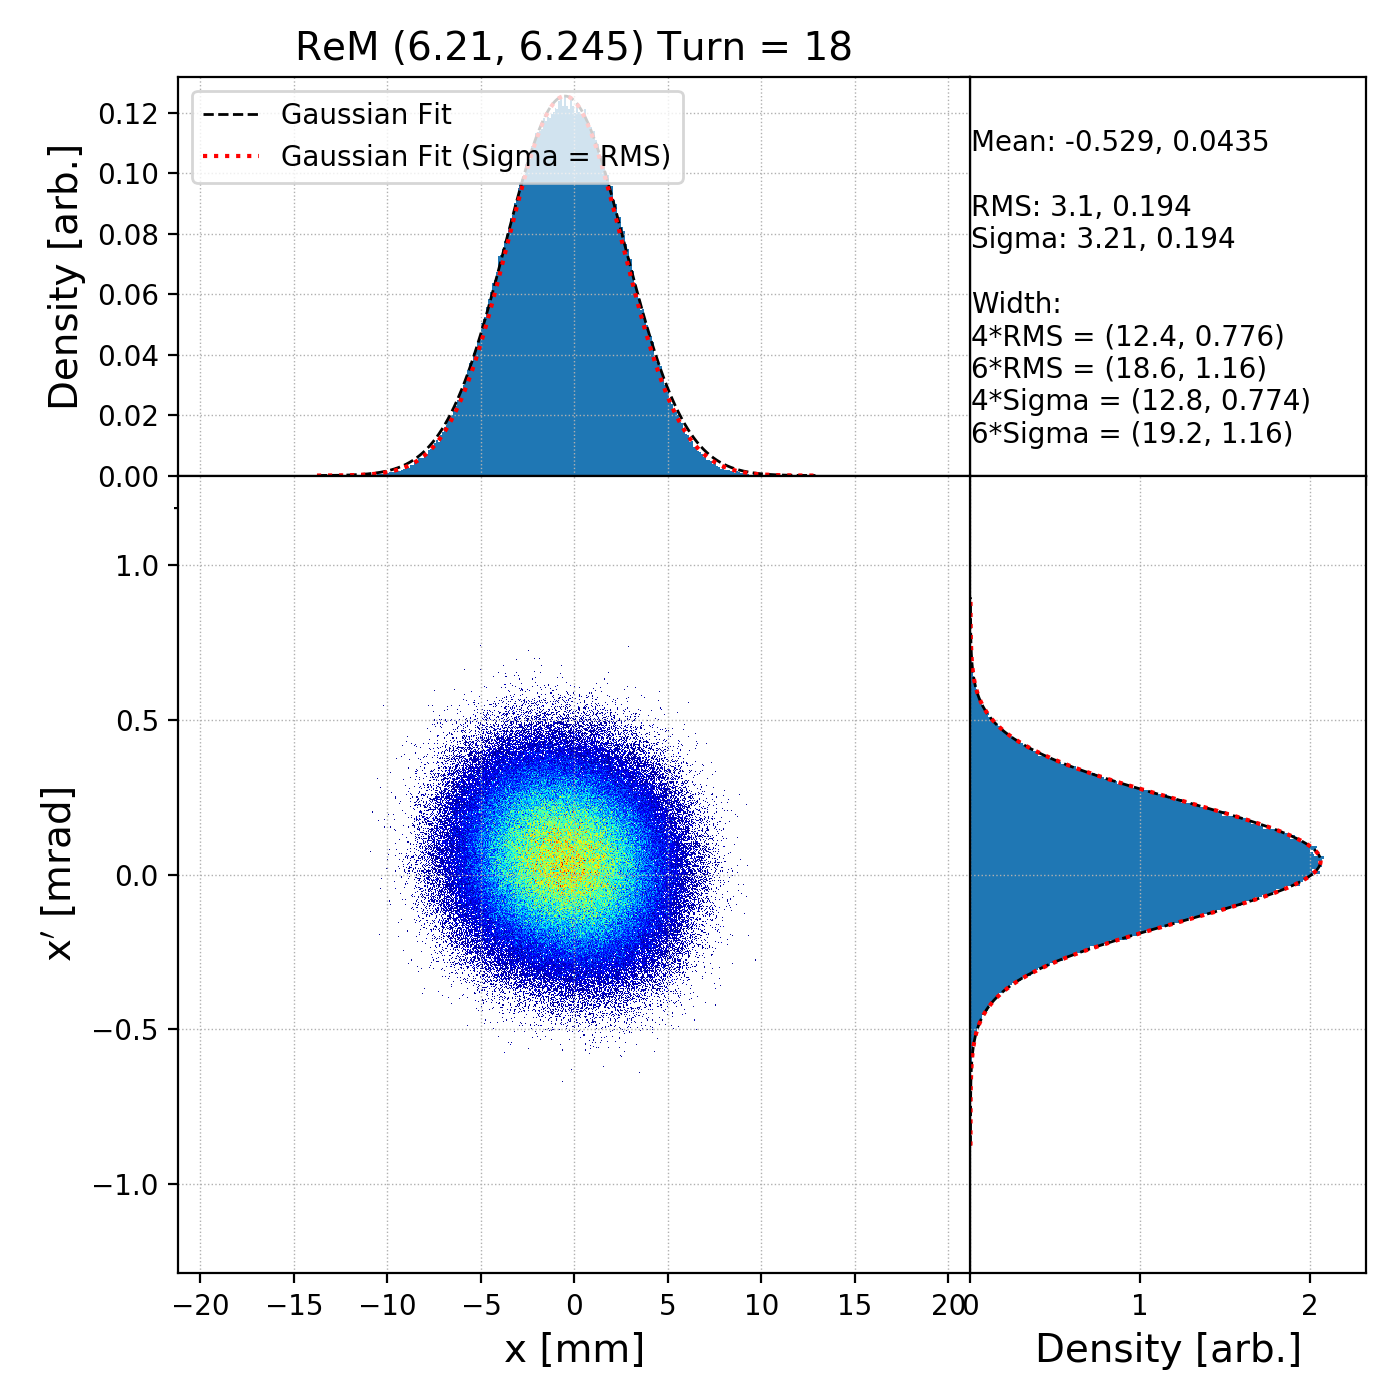 ReM (6.21, 6.245) Turn = 18
Gaussian Fit
Gaussian Fit (Sigma = RMS)
Density [arb.]
0.12
0.10
0.08
0.06
0.04
0.02
0.00
Mean: -0.529, 0.0435
RMS: 3.1, 0.194
Sigma: 3.21, 0.194
Width:
4*RMS = (12.4, 0.776)
6*RMS = (18.6, 1.16)
4*Sigma = (12.8, 0.774)
6*Sigma = (19.2, 1.16)
x′ [mrad]
1.0
0.5
0.0
−0.5
−1.0
−20 −15 −10 −5 0 5 10 15 20
x [mm]
0 1 2
Density [arb.]